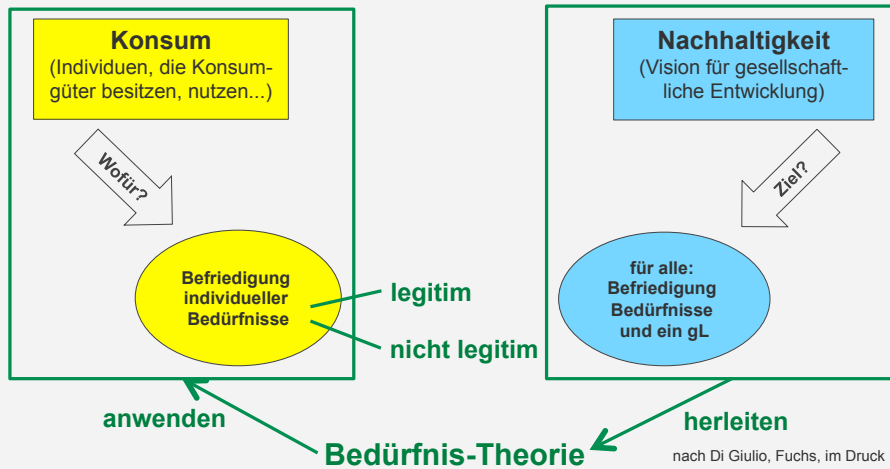 Konsum
(Individuen, die Konsum-
güter besitzen, nutzen...)
Wofür?
Befriedigung
individueller
Bedürfnisse
legitim
nicht legitim
Nachhaltigkeit
(Vision für gesellschaft-
liche Entwicklung)
Ziel?
für alle:
Befriedigung
Bedürfnisse
und ein gL
anwenden
herleiten
Bedürfnis-Theorie
nach Di Giulio, Fuchs, im Druck